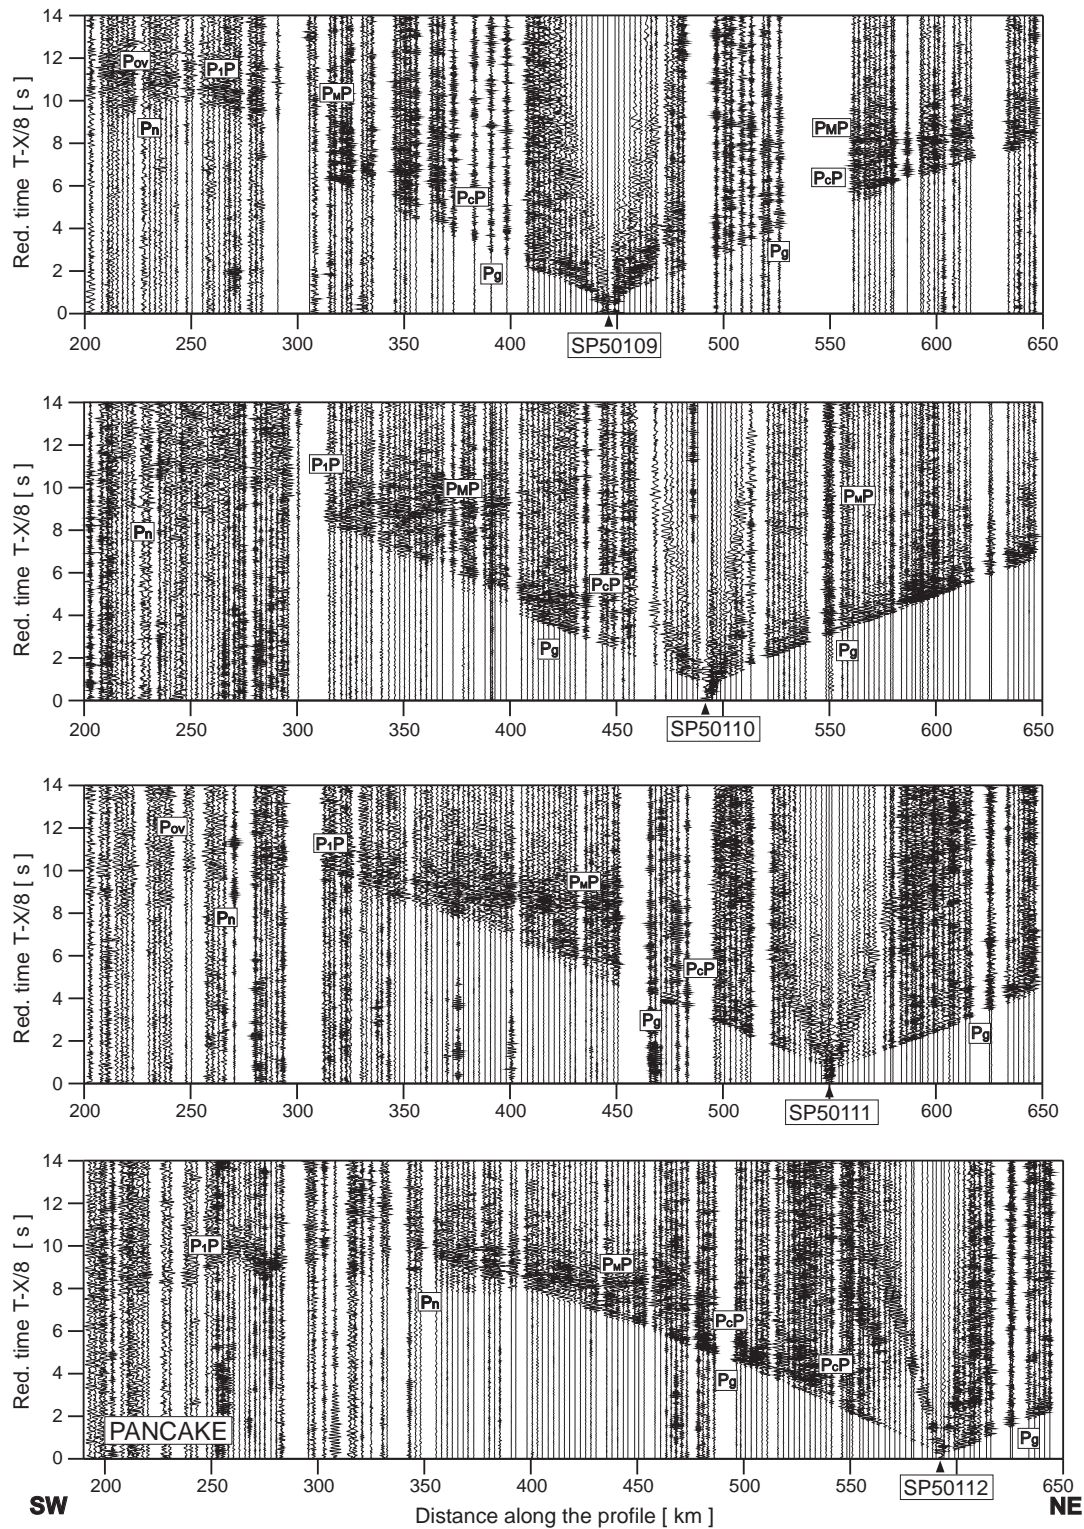 Red. time T-X/8 [ s ]
14
12
10
8
6
4
2
0
Pov
P1P
Pn
PMP
PcP
Pg
PMP
PcP
Pg
200 250 300 350 400 450 500 550 600 650
SP50109
Red. time T-X/8 [ s ]
14
12
10
8
6
4
2
0
P1P
Pn
PMP
PcP
Pg
PMP
Pg
200 250 300 350 400 450 500 550 600 650
SP50110
Red. time T-X/8 [ s ]
14
12
10
8
6
4
2
0
Pov
P1P
Pn
PMP
PcP
Pg
Pg
200 250 300 350 400 450 500 550 600 650
SP50111
Red. time T-X/8 [ s ]
14
12
10
8
6
4
2
0
P1P
Pn
PMP
PcP
Pg
PcP
Pg
PANCAKE
200 250 300 350 400 450 500 550 600 650
SP50112
SW
Distance along the profile [ km ]
NE